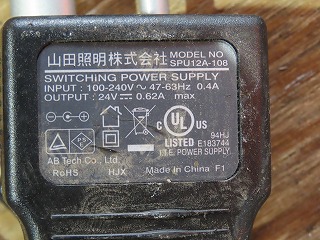 山田照明株式会社 MODEL NO
SPU12A-108
SWITCHING POWER SUPPLY
INPUT : 100-240V ~ 47-63Hz 0.4A
OUTPUT : 24V ⎓ 0.62A max
C UL US
LISTED
94HJ
E183744
I.T.E. POWER SUPPLY
AB Tech Co., Ltd.
RoHS HJX Made in China F1